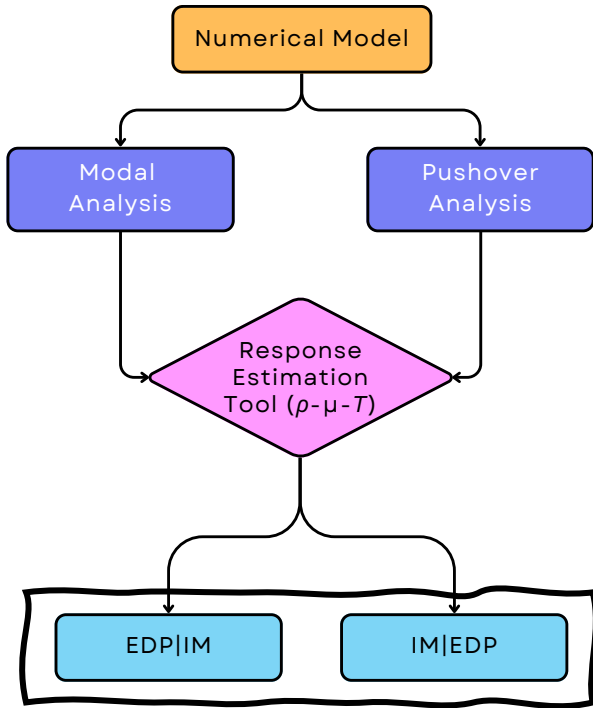 Numerical Model
Modal
Analysis
Pushover
Analysis
Response
Estimation
Tool (ρ-μ-T)
EDP|IM
IM|EDP